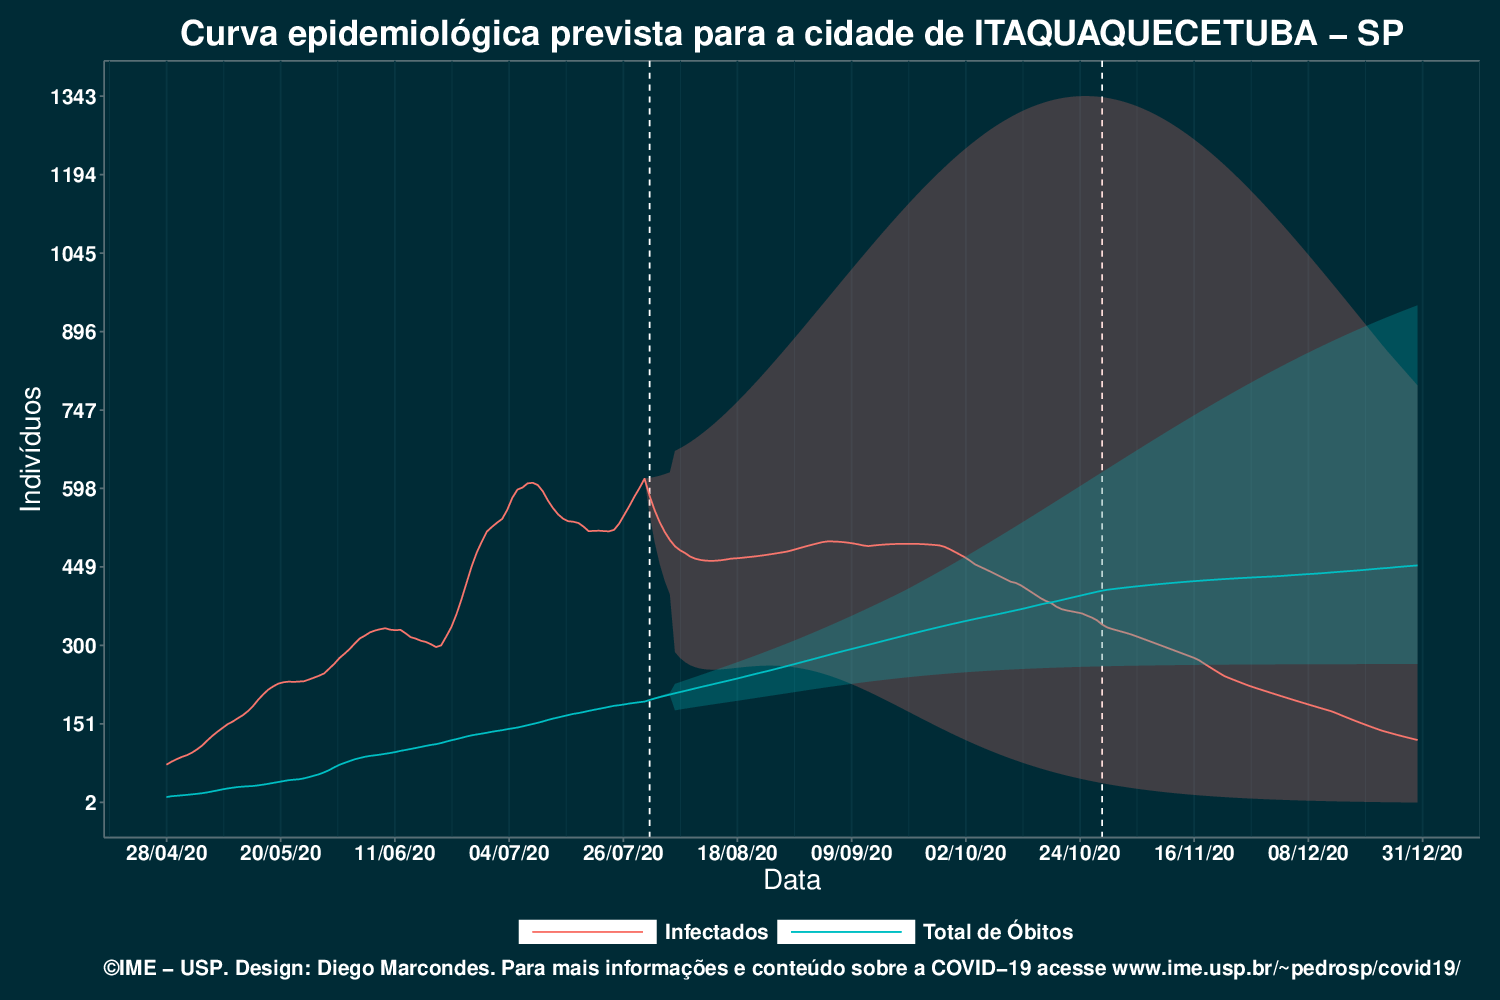 Curva epidemiológica prevista para a cidade de ITAQUAQUECETUBA – SP
1343
1194
1045
896
747
598
449
300
151
2
Indivíduos
28/04/20 20/05/20 11/06/20 04/07/20 26/07/20 18/08/20 09/09/20 02/10/20 24/10/20 16/11/20 08/12/20 31/12/20
Data
Infectados Total de Óbitos
©IME – USP. Design: Diego Marcondes. Para mais informações e conteúdo sobre a COVID–19 acesse www.ime.usp.br/~pedrosp/covid19/